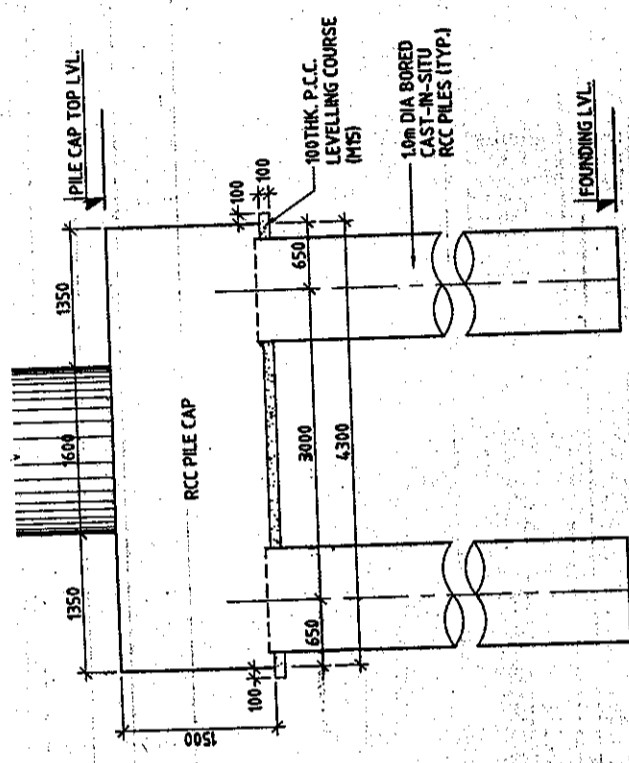 PILE CAP TOP LVL.
1350
1600
1350
RCC PILE CAP
1500
100
100
100
100THK. P.C.C.
LEVELLING COURSE
(M15)
650
3000
650
4300
1.0m DIA BORED
CAST-IN-SITU
RCC PILES (TYP.)
FOUNDING LVL.